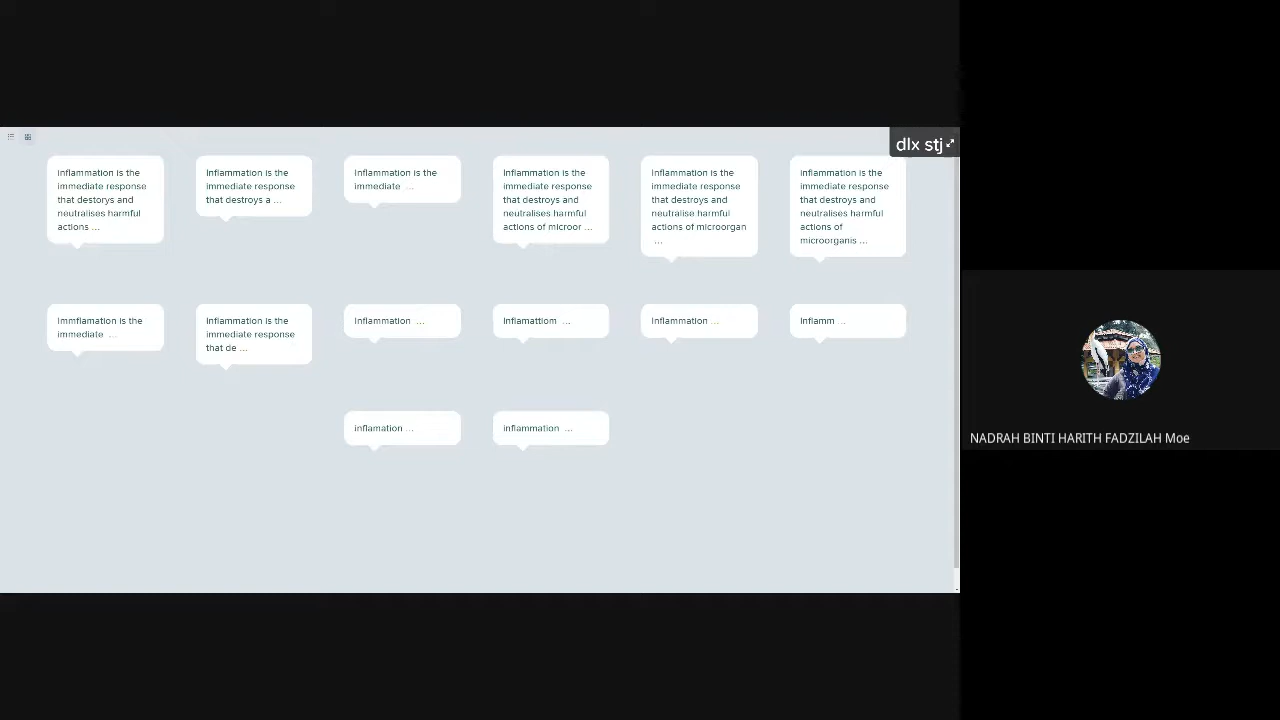 dlx stj
inflammation is the
immediate response
that destorys and
neutralises harmful
actions ...
Inflammation is the
immediate response
that destroys a ...
Inflammation is the
immediate ...
Inflammation is the
immediate response
that destroys and
neutralises harmful
actions of microor ...
Inflammation is the
immediate response
that destroys and
neutralise harmful
actions of microorgan
...
inflammation is the
immediate response
that destroys and
neutralises harmful
actions of
microorganis ...
Immflamation is the
immediate ...
Inflammation is the
immediate response
that de ...
Inflammation ...
Inflamattiom ...
Inflammation ...
Inflamm ...
inflamation ...
inflammation ...
NADRAH BINTI HARITH FADZILAH Moe